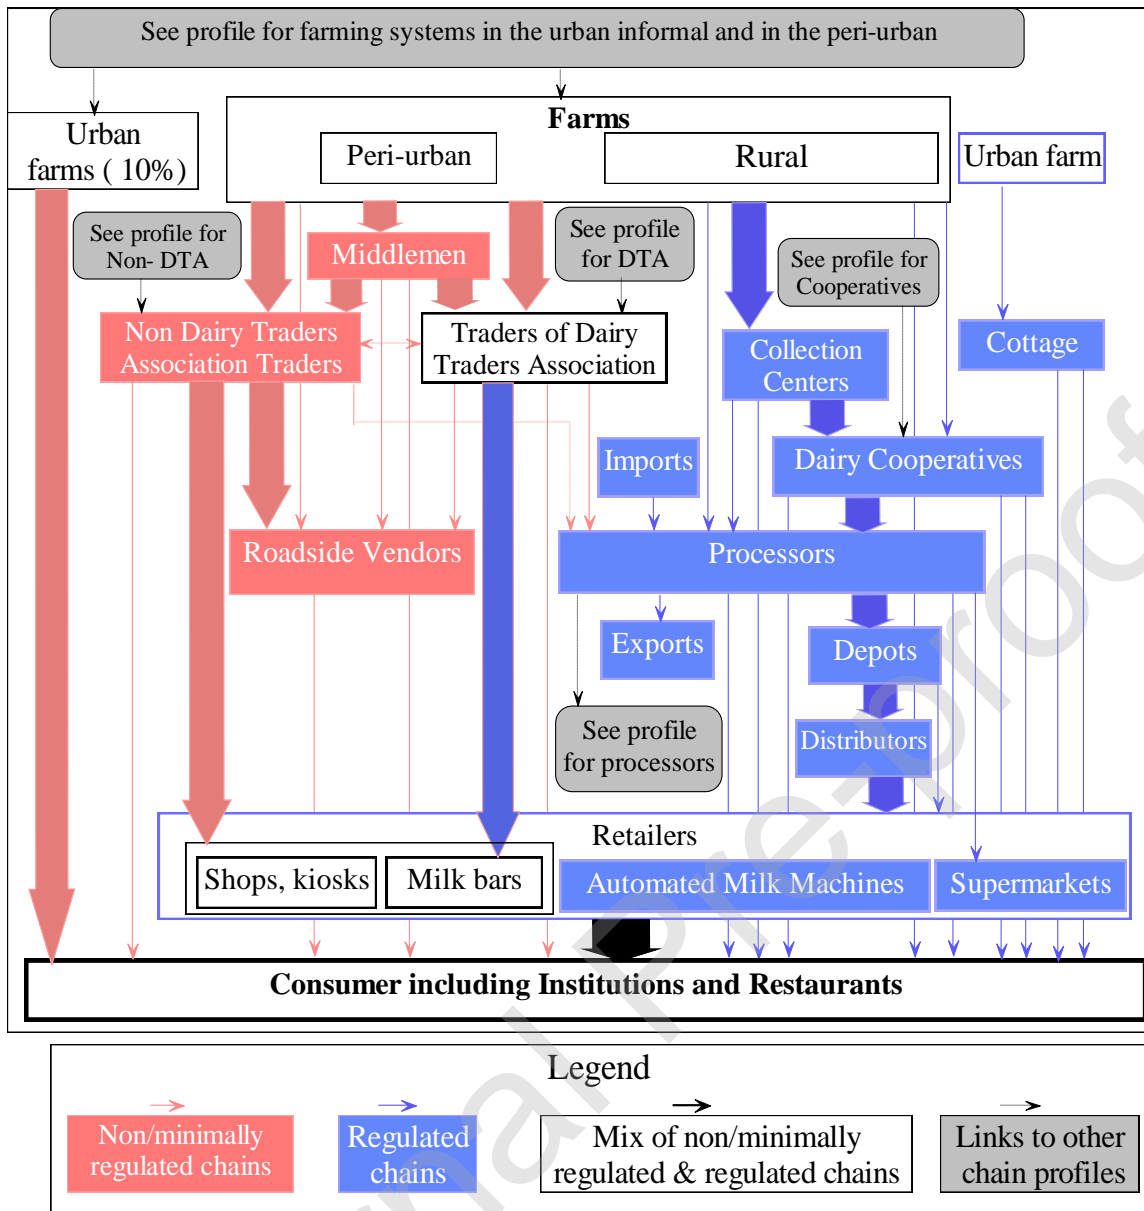 See profile for farming systems in the urban informal and in the peri-urban
Farms
Urban
farms ( 10%)
Peri-urban
Rural
Urban farm
See profile for
Non- DTA
Middlemen
See profile
for DTA
See profile for
Cooperatives
Non Dairy Traders
Association Traders
Traders of Dairy
Traders Association
Collection
Centers
Cottage
Imports
Dairy Cooperatives
Roadside Vendors
Processors
Exports
Depots
See profile
for processors
Distributors
Retailers
Shops, kiosks
Milk bars
Automated Milk Machines
Supermarkets
Consumer including Institutions and Restaurants
Legend
Non/minimally
regulated chains
Regulated
chains
Mix of non/minimally
regulated & regulated chains
Links to other
chain profiles
nal Pre-proof